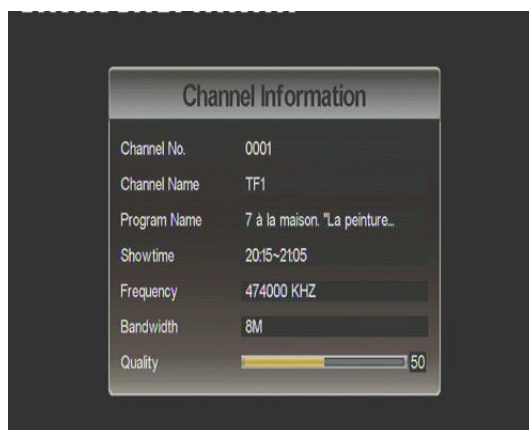 Channel Information
Channel No. 0001
Channel Name TF1
Program Name 7 à la maison. "La peinture...
Showtime 20:15~21:05
Frequency 474000 KHZ
Bandwidth 8M
Quality 50